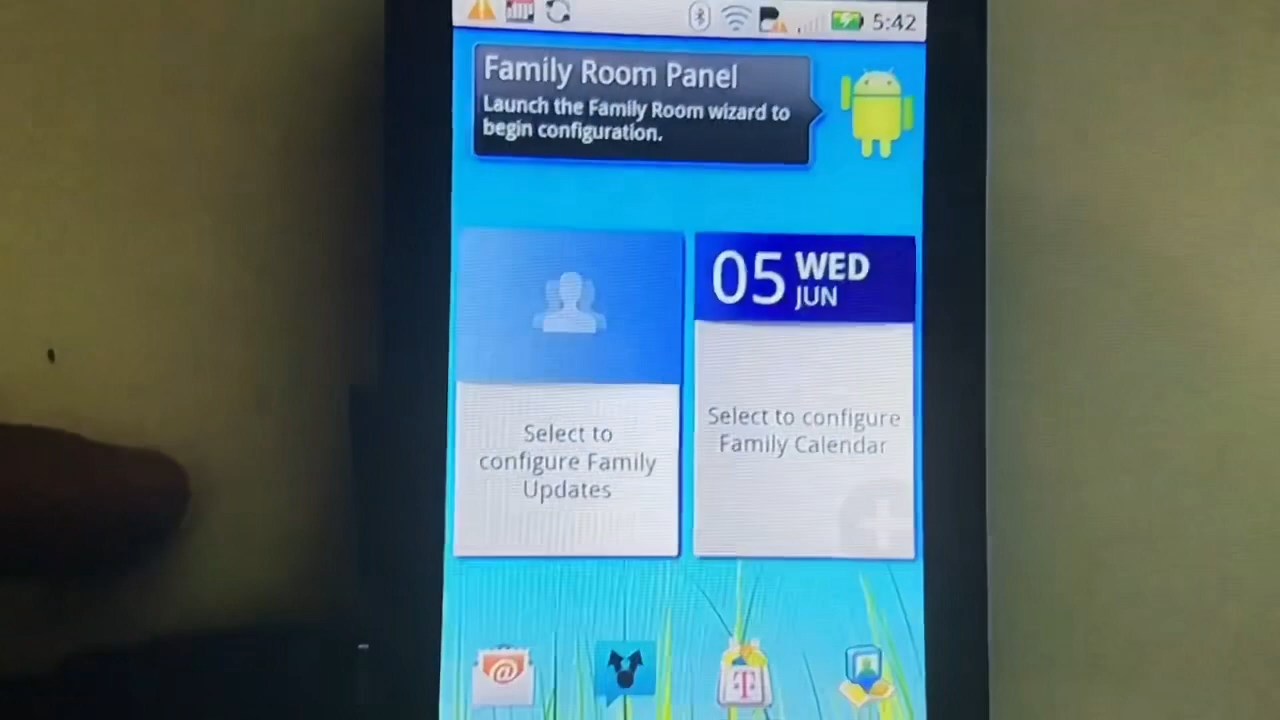 5:42
Family Room Panel
Launch the Family Room wizard to
begin configuration.
05 WED
JUN
Select to
configure Family
Updates
Select to configure
Family Calendar
@
T